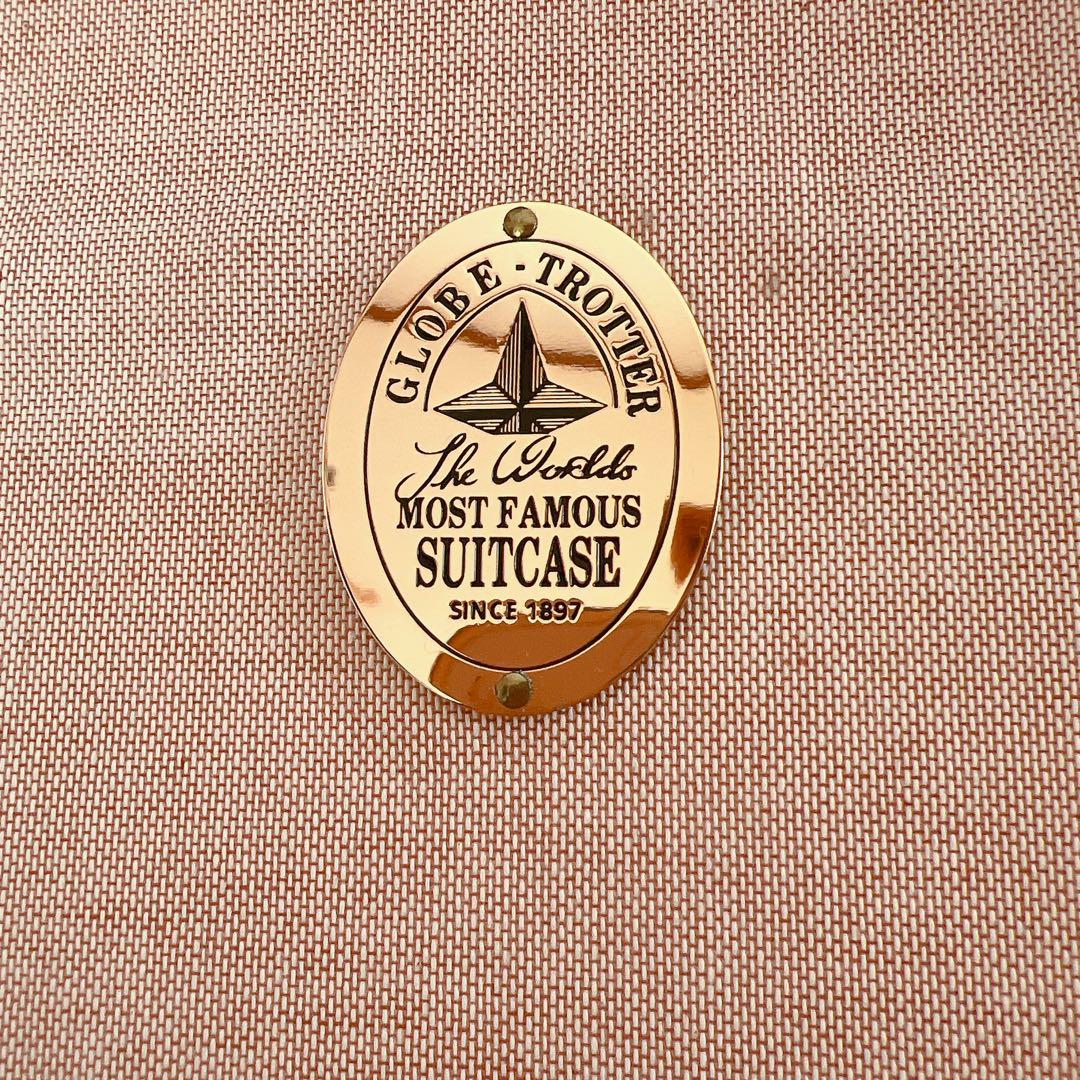 GLOBE - TROTTER
The Worlds
MOST FAMOUS
SUITCASE
SINCE 1897